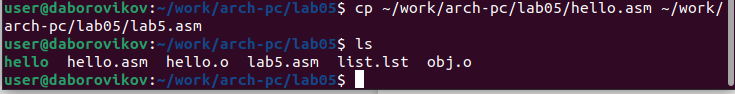 user@daborovikov:~/work/arch-pc/lab05$ cp ~/work/arch-pc/lab05/hello.asm ~/work/
arch-pc/lab05/lab5.asm
user@daborovikov:~/work/arch-pc/lab05$ ls
hello  hello.asm  hello.o  lab5.asm  list.lst  obj.o
user@daborovikov:~/work/arch-pc/lab05$